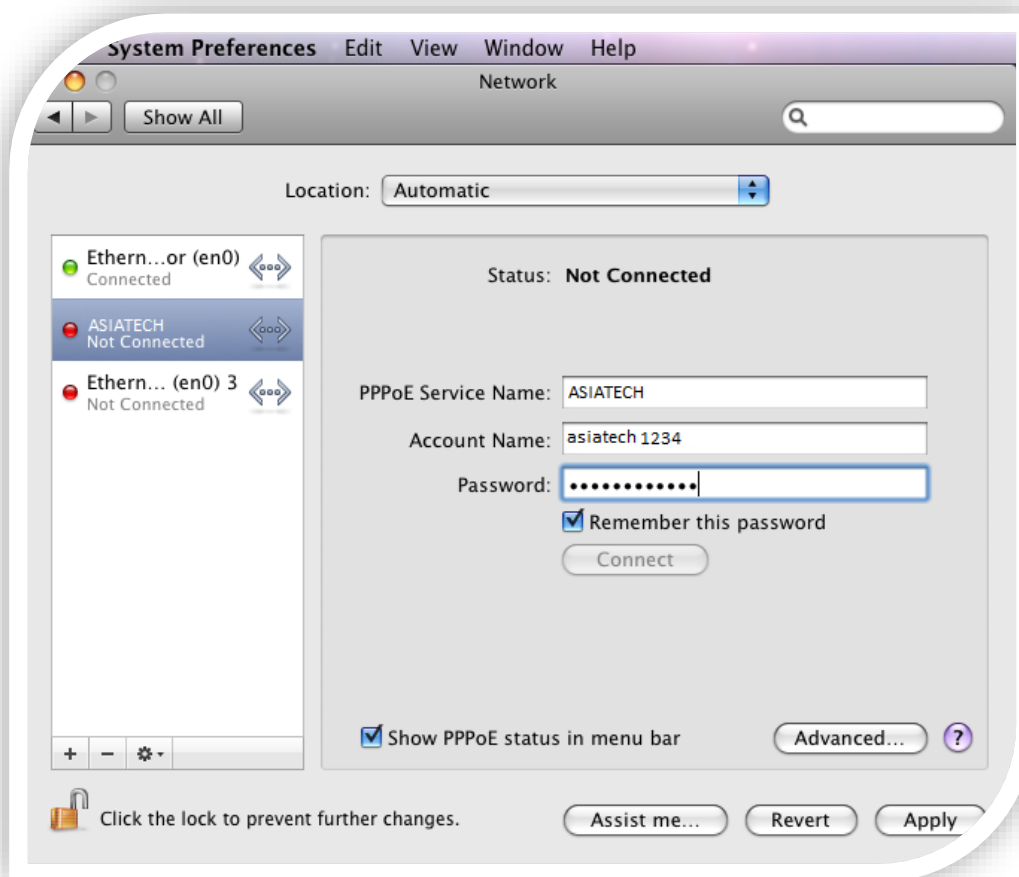 System Preferences Edit View Window Help
Network
Show All
Location: Automatic
Ethern...or (en0)
Connected
ASIATECH
Not Connected
Ethern... (en0) 3
Not Connected
Status: Not Connected
PPPoE Service Name: ASIATECH
Account Name: asiatech 1234
Password: ••••••••••••
Remember this password
Connect
Show PPPoE status in menu bar
Advanced... ?
Click the lock to prevent further changes.
Assist me... Revert Apply